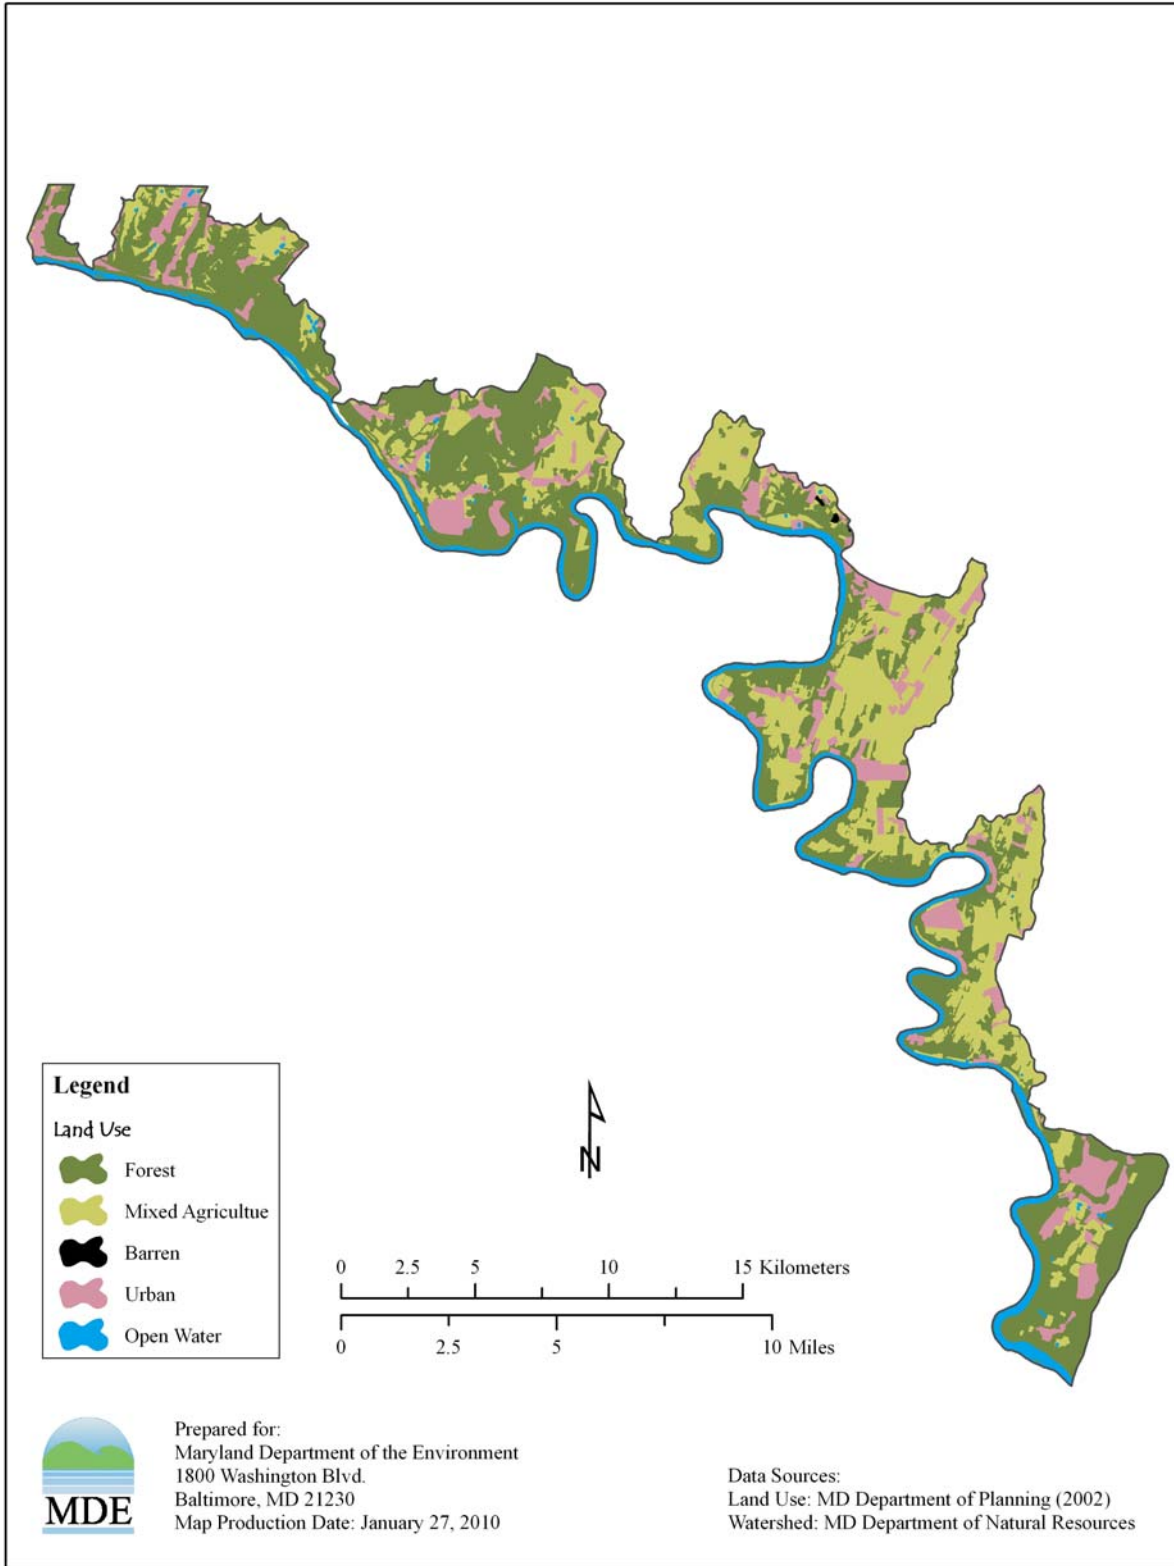 Legend
Land Use
Forest
Mixed Agricultue
Barren
Urban
Open Water
N
0 2.5 5 10 15 Kilometers
0 2.5 5 10 Miles
MDE
Prepared for:
Maryland Department of the Environment
1800 Washington Blvd.
Baltimore, MD 21230
Map Production Date: January 27, 2010
Data Sources:
Land Use: MD Department of Planning (2002)
Watershed: MD Department of Natural Resources